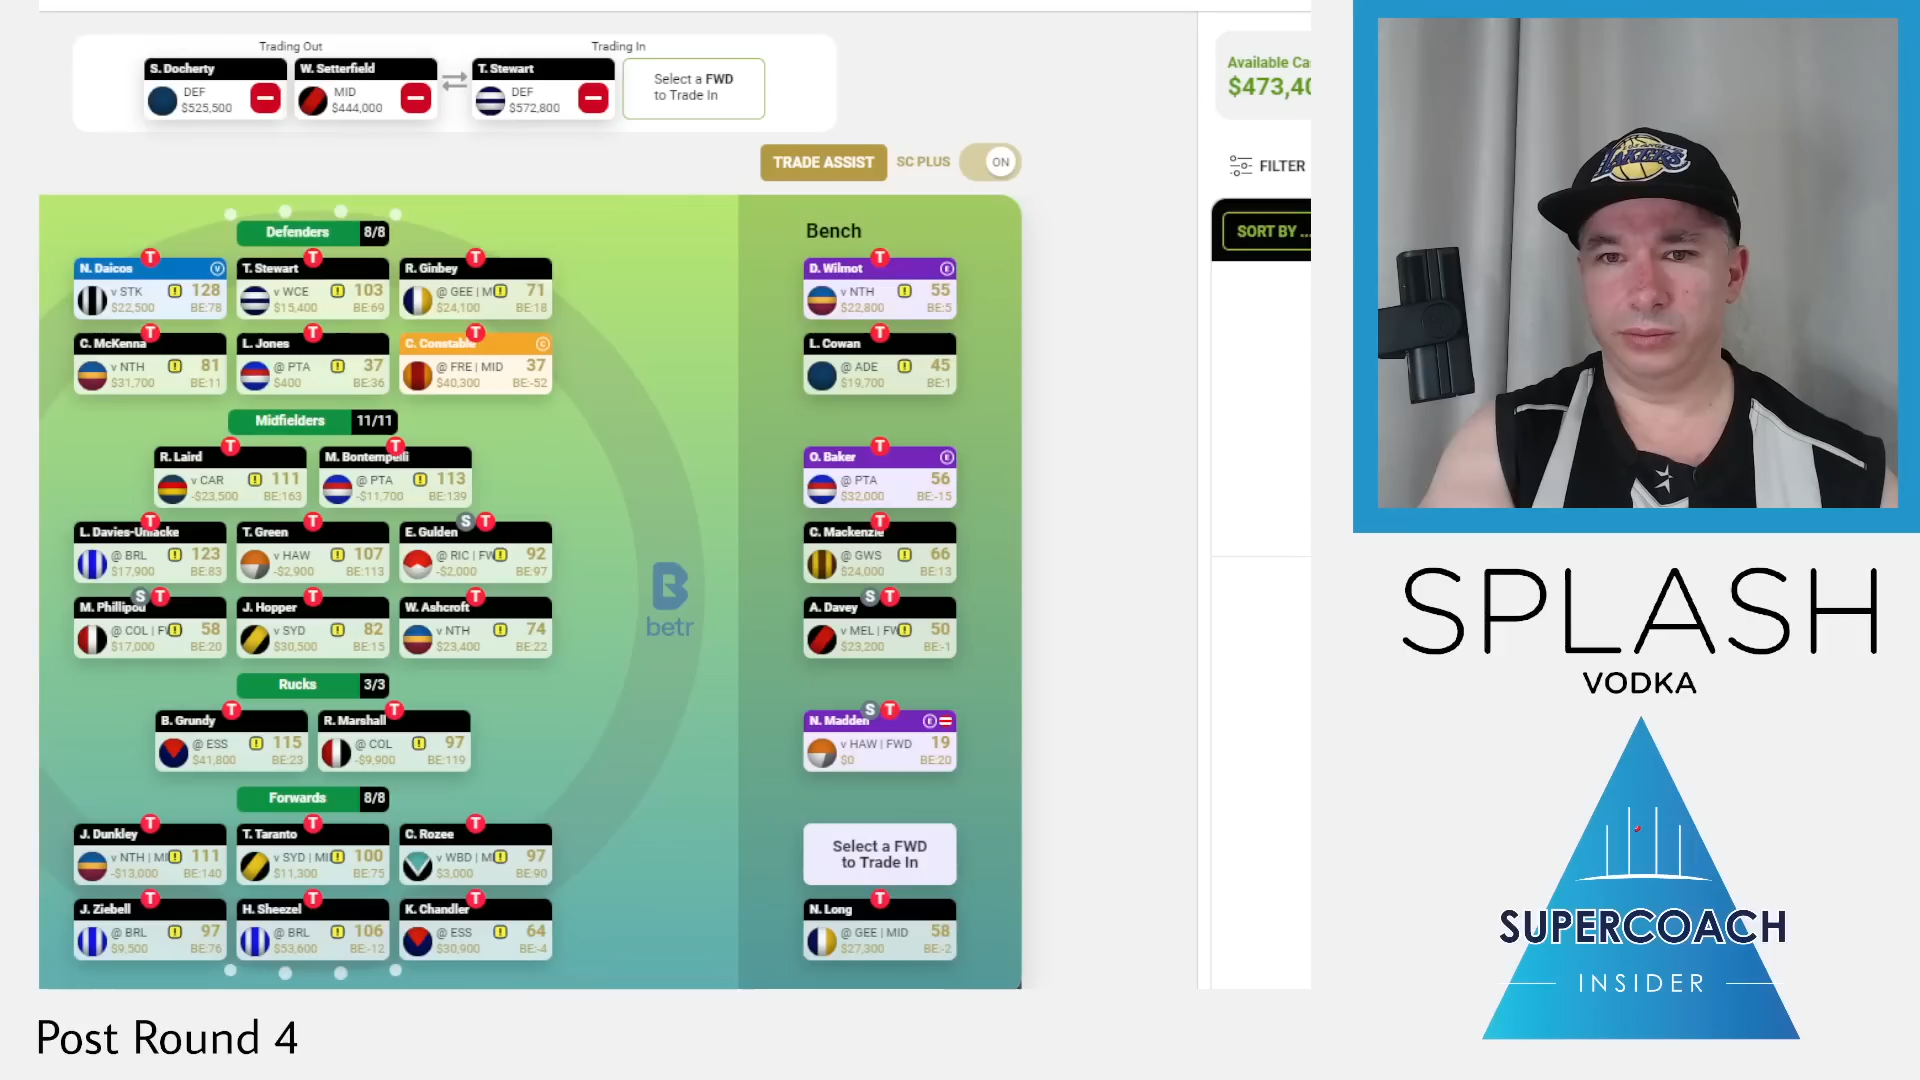 Trading Out
Trading In
S. Docherty
DEF
$525,500
W. Setterfield
MID
$444,000
T. Stewart
DEF
$572,800
Select a FWD
to Trade In
Available Ca
$473,40
TRADE ASSIST
SC PLUS
ON
FILTER
SORT BY ...
Defenders 8/8
Bench
N. Daicos V
v STK 128
$22,500 BE:78
T
T. Stewart
v WCE 103
$15,400 BE:69
T
R. Ginbey
@ GEE | M 71
$24,100 BE:18
T
D. Wilmot E
v NTH 55
$22,800 BE:5
T
C. McKenna
v NTH 81
$31,700 BE:11
T
L. Jones
@ PTA 37
$400 BE:36
T
C. Constable C
@ FRE | MID 37
$40,300 BE:-52
T
L. Cowan
@ ADE 45
$19,700 BE:1
T
Midfielders 11/11
R. Laird
v CAR 111
-$23,500 BE:163
T
M. Bontempelli
@ PTA 113
-$11,700 BE:139
T
O. Baker E
@ PTA 56
$32,000 BE:-15
T
L. Davies-Uniacke
@ BRL 123
$17,900 BE:83
T
T. Green
v HAW 107
-$2,900 BE:113
S T
E. Gulden
@ RIC | FW 92
-$2,000 BE:97
T
C. Mackenzie
@ GWS 66
$24,000 BE:13
S T
M. Phillipou
@ COL | FW 58
$17,000 BE:20
T
J. Hopper
v SYD 82
$30,500 BE:15
T
W. Ashcroft
v NTH 74
$23,400 BE:22
S T
A. Davey
v MEL | FW 50
$23,200 BE:-1
B
betr
Rucks 3/3
T
B. Grundy
@ ESS 115
$41,800 BE:23
T
R. Marshall
@ COL 97
-$9,900 BE:119
S T
N. Madden E
v HAW | FWD 19
$0 BE:20
Forwards 8/8
T
J. Dunkley
v NTH | MI 111
-$13,000 BE:140
T
T. Taranto
v SYD | MI 100
$11,300 BE:75
T
C. Rozee
v WBD | M 97
$3,000 BE:90
Select a FWD
to Trade In
T
J. Ziebell
@ BRL 97
$9,500 BE:76
T
H. Sheezel
@ BRL 106
$53,600 BE:-12
T
K. Chandler
@ ESS 64
$30,900 BE:-4
T
N. Long
@ GEE | MID 58
$27,300 BE:-2
Post Round 4
LOS ANGELES
LAKERS
SPLASH
VODKA
SUPERCOACH
INSIDER